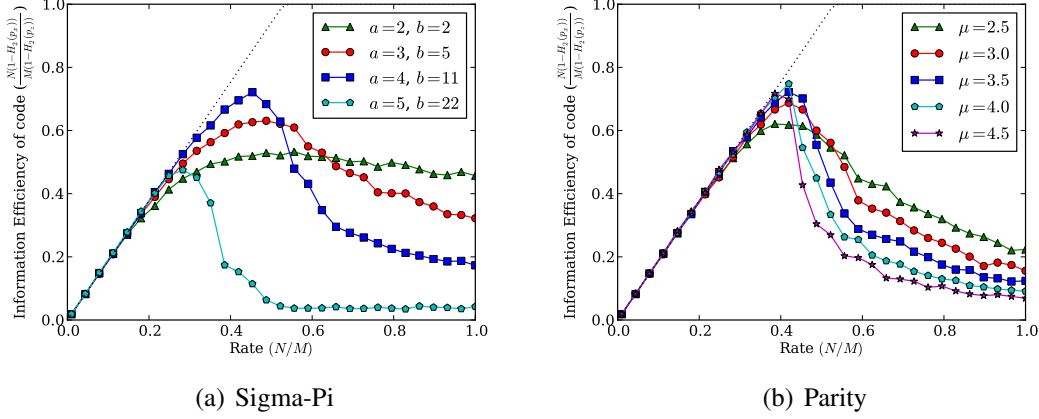 Information Efficiency of code (N(1−H₂(pₓ))/M(1−H₂(p_z)))
1.0
0.8
0.6
0.4
0.2
0.0
0.0 0.2 0.4 0.6 0.8 1.0
Rate (N/M)
a=2, b=2
a=3, b=5
a=4, b=11
a=5, b=22
(a) Sigma-Pi
Information Efficiency of code (N(1−H₂(pₓ))/M(1−H₂(p_z)))
1.0
0.8
0.6
0.4
0.2
0.0
0.0 0.2 0.4 0.6 0.8 1.0
Rate (N/M)
μ=2.5
μ=3.0
μ=3.5
μ=4.0
μ=4.5
(b) Parity